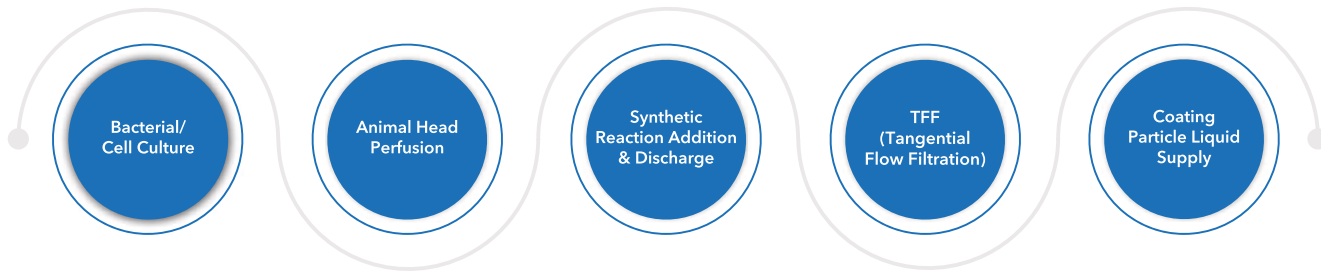 Bacterial/
Cell Culture
Animal Head
Perfusion
Synthetic
Reaction Addition
& Discharge
TFF
(Tangential
Flow Filtration)
Coating
Particle Liquid
Supply